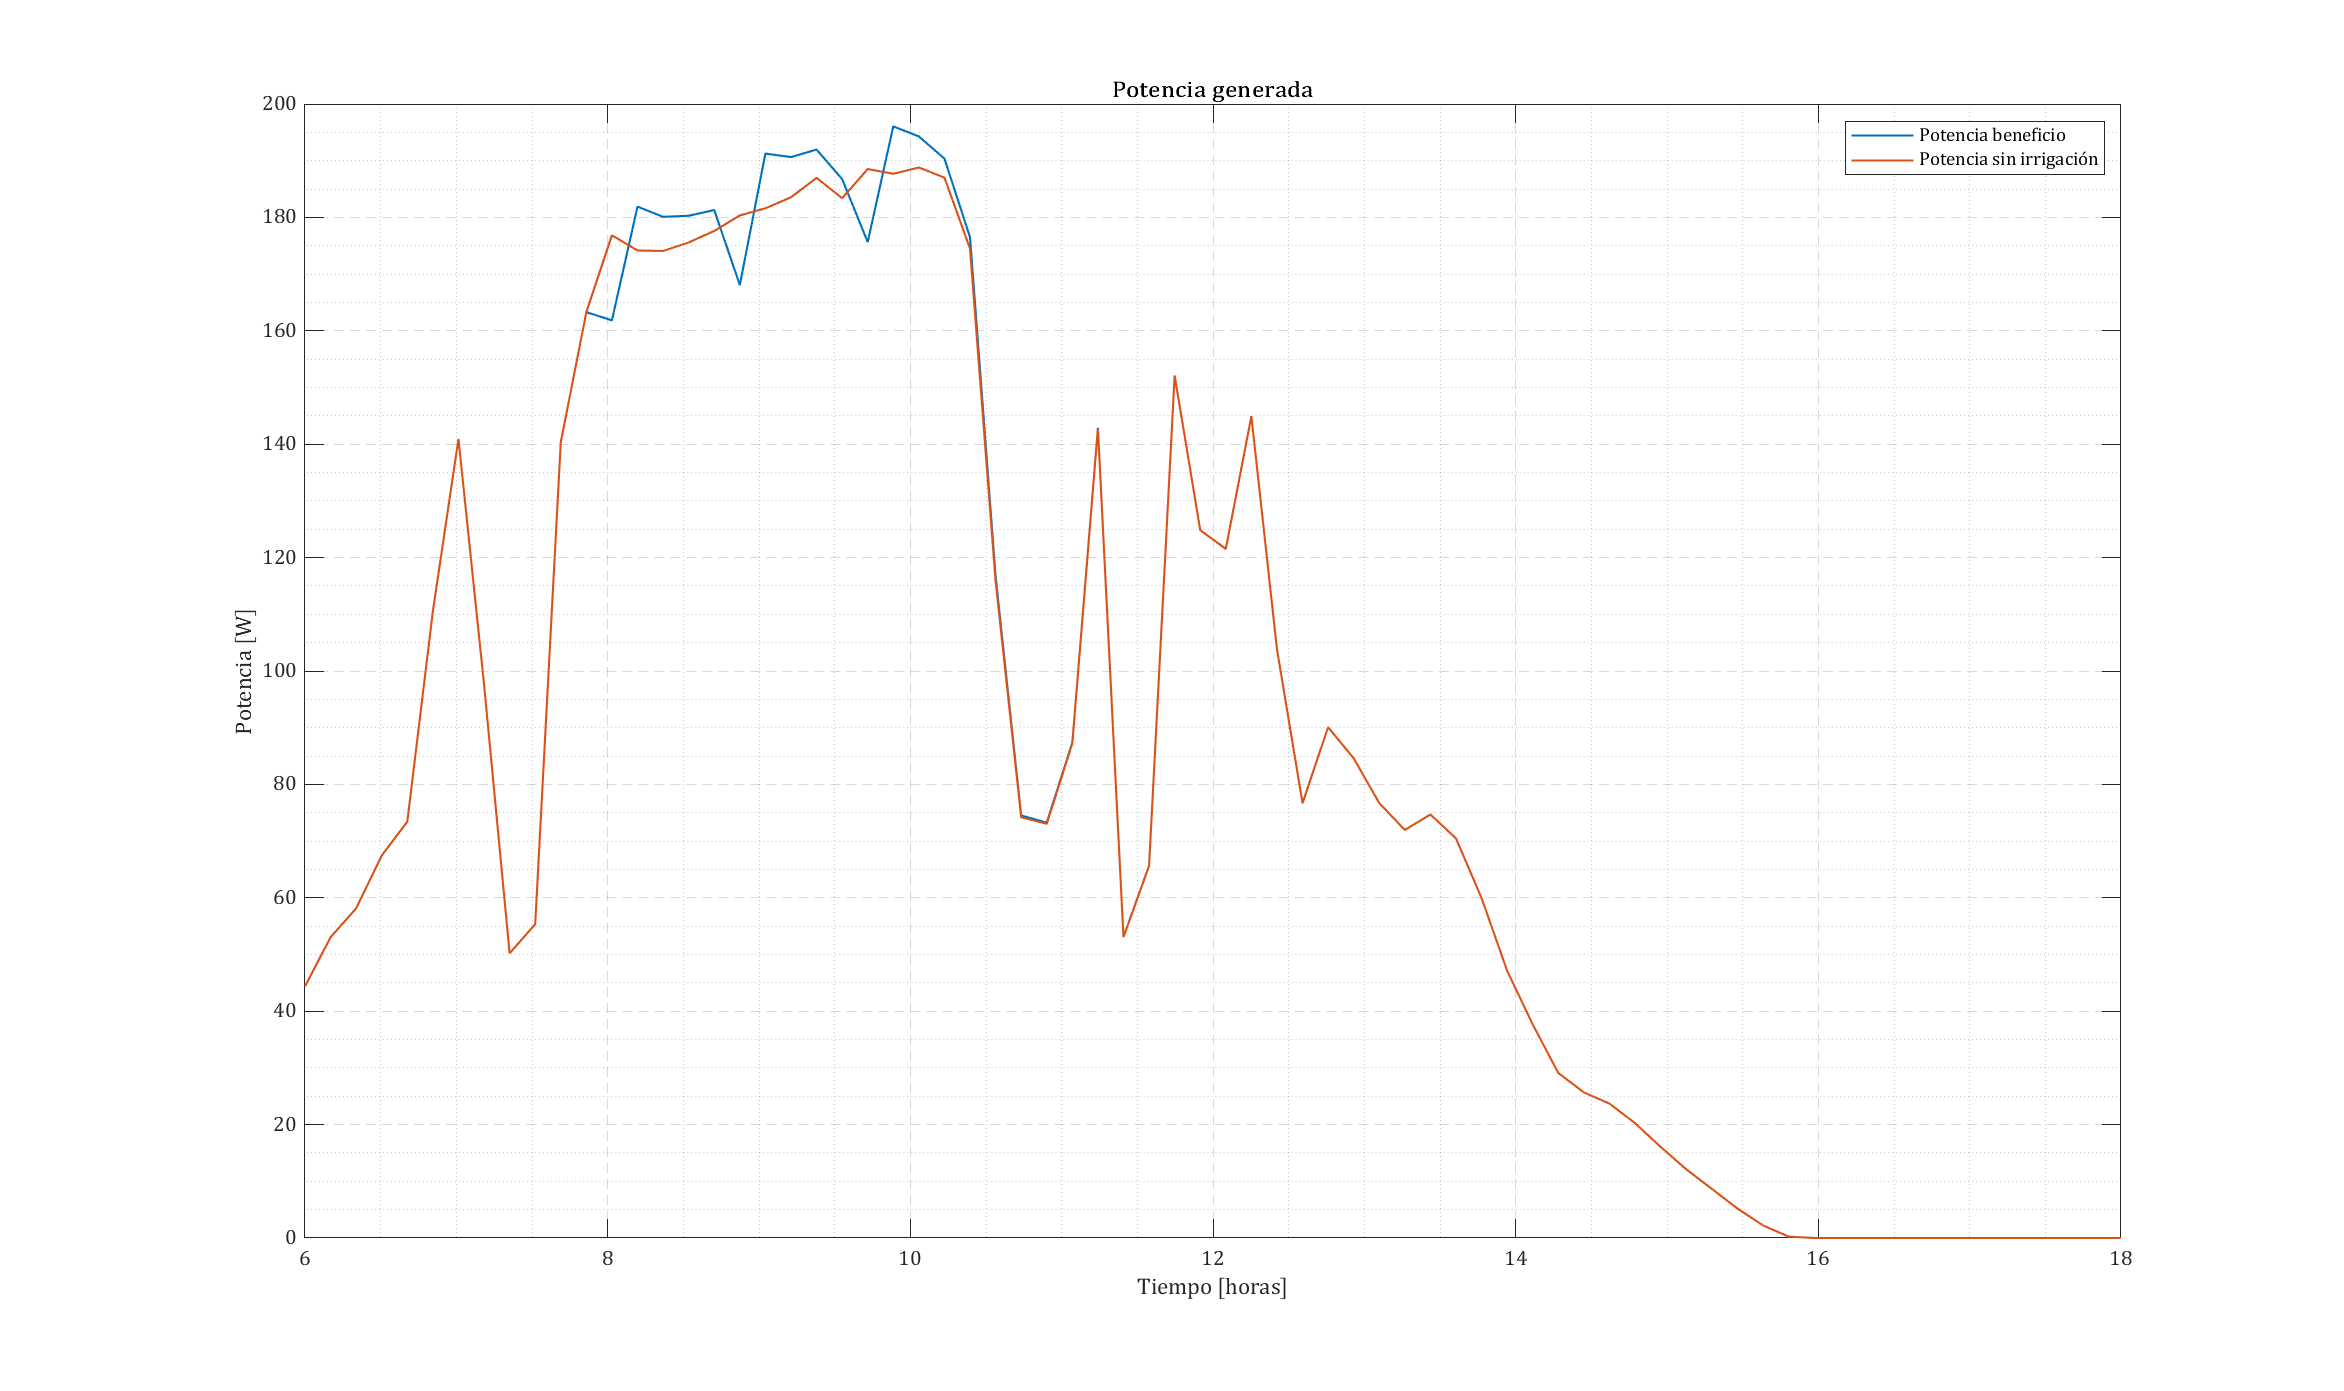 Potencia generada
200
180
160
140
120
100
80
60
40
20
0
Potencia [W]
Potencia beneficio
Potencia sin irrigación
6 8 10 12 14 16 18
Tiempo [horas]